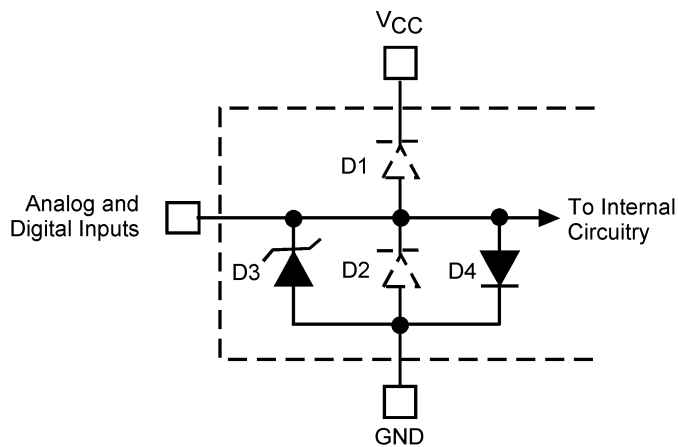 VCC
D1
Analog and
Digital Inputs
To Internal
Circuitry
D3
D2
D4
GND